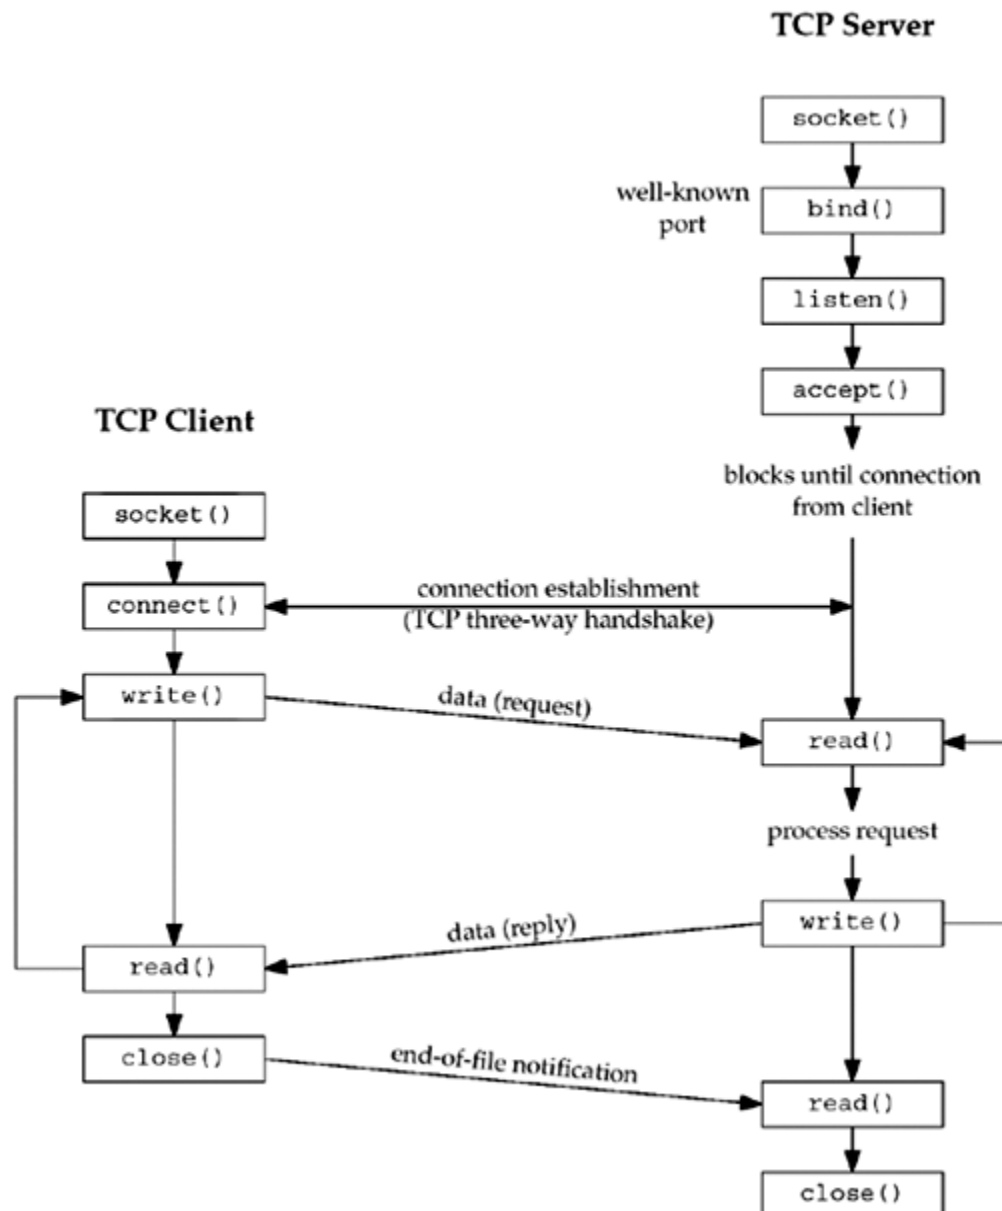 TCP Server
socket()
well-known
port
bind()
listen()
accept()
TCP Client
blocks until connection
from client
socket()
connection establishment
(TCP three-way handshake)
connect()
write()
data (request)
read()
process request
write()
data (reply)
read()
close()
end-of-file notification
read()
close()